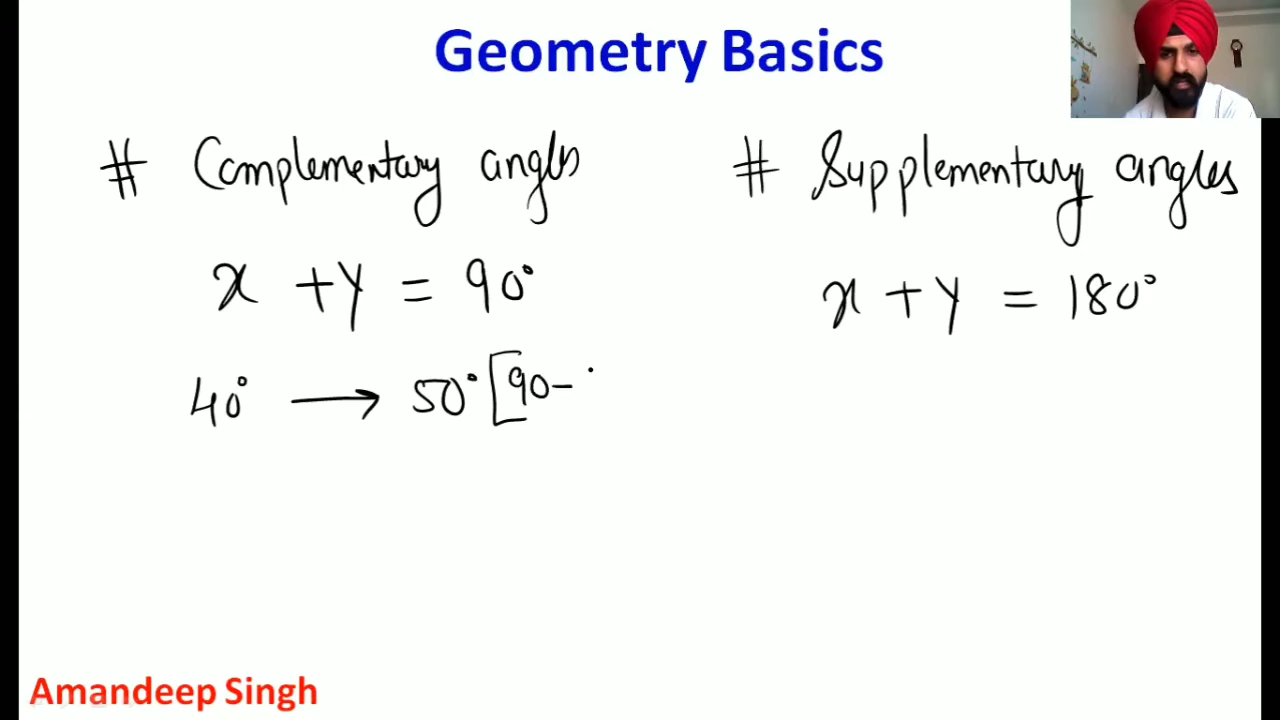 Geometry Basics
# Complementary angles
x + y = 90°
40° → 50° [90-
# Supplementary angles
x + y = 180°
Amandeep Singh